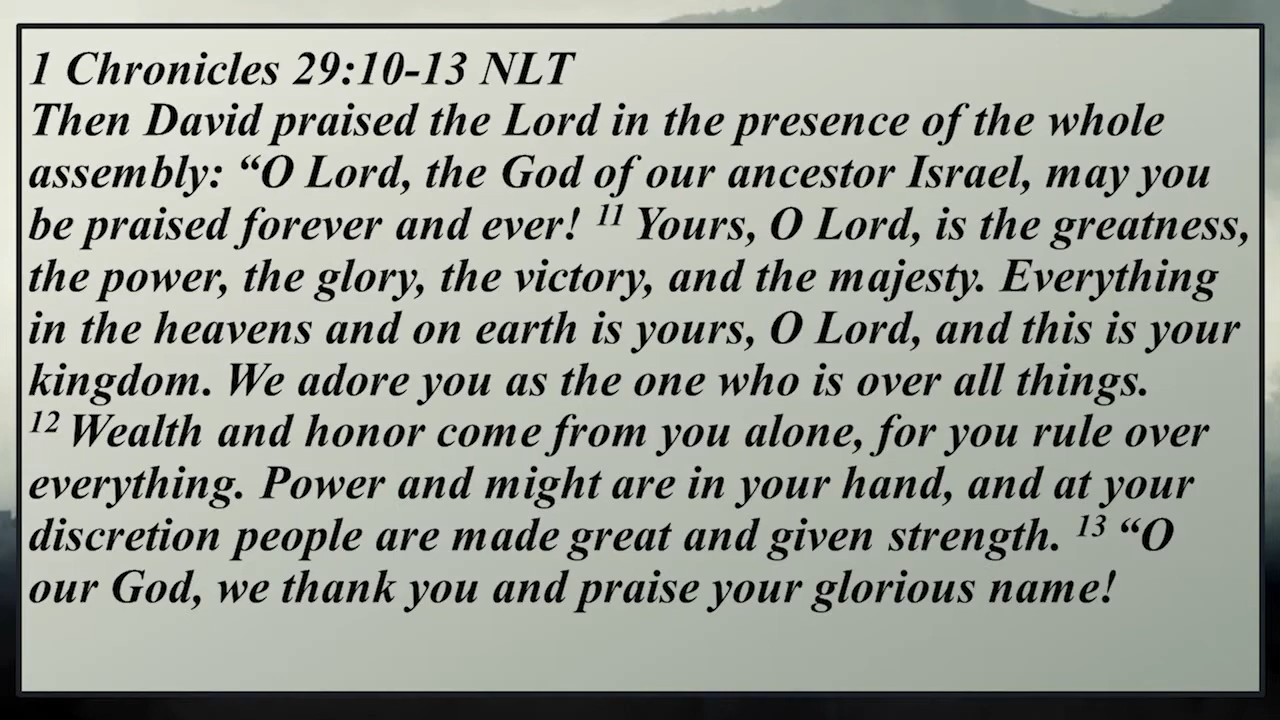 1 Chronicles 29:10-13 NLT
Then David praised the Lord in the presence of the whole
assembly: “O Lord, the God of our ancestor Israel, may you
be praised forever and ever! 11 Yours, O Lord, is the greatness,
the power, the glory, the victory, and the majesty. Everything
in the heavens and on earth is yours, O Lord, and this is your
kingdom. We adore you as the one who is over all things.
12 Wealth and honor come from you alone, for you rule over
everything. Power and might are in your hand, and at your
discretion people are made great and given strength. 13 “O
our God, we thank you and praise your glorious name!